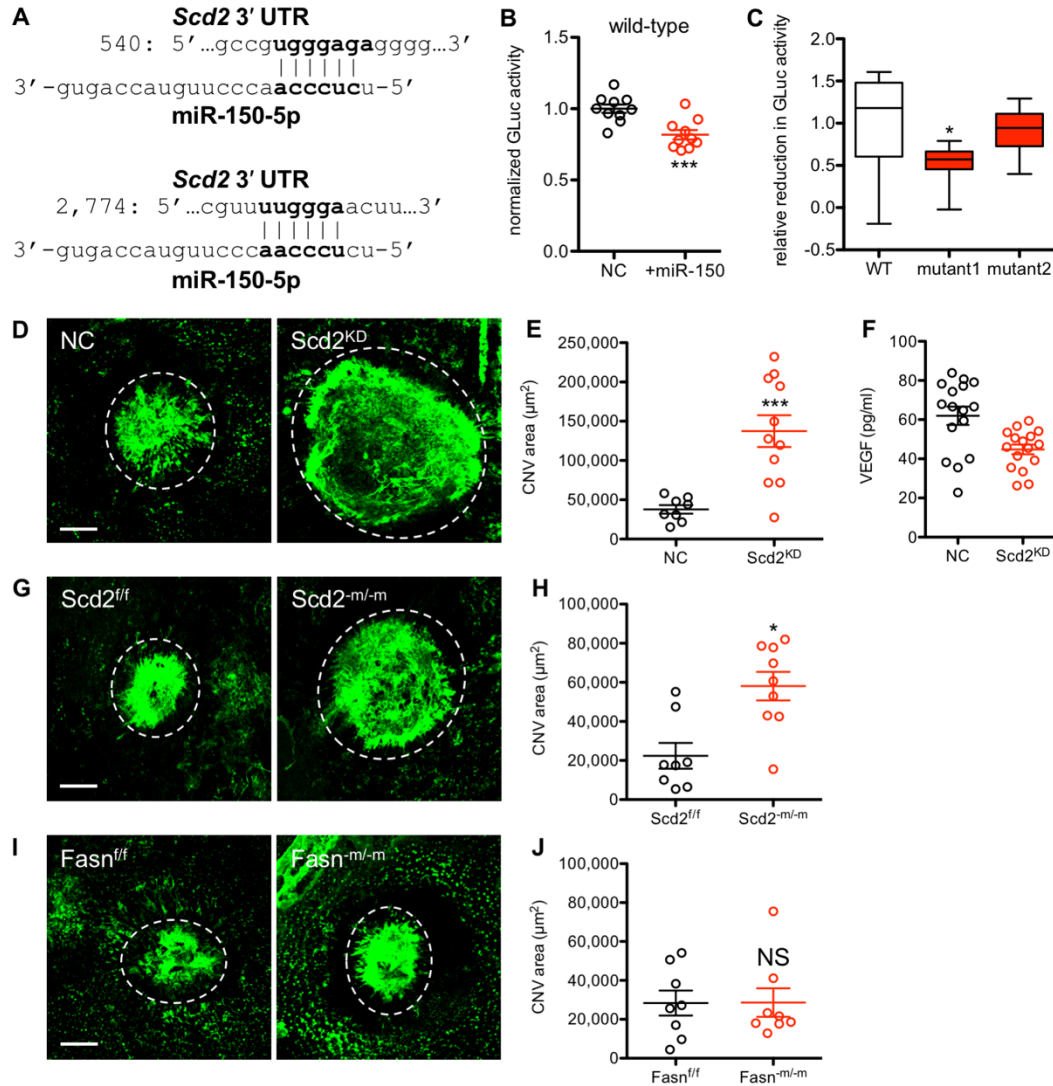 A
Scd2 3′ UTR
540: 5′…gccgugggagagggg…3′
3′-gugaccauguucccaacccucu-5′
miR-150-5p
Scd2 3′ UTR
2,774: 5′…cguuuugggaacuu…3′
3′-gugaccauguucccaacccucu-5′
miR-150-5p
B
wild-type
normalized GLuc activity
1.5
1.0
0.5
0.0
***
NC
+miR-150
C
relative reduction in GLuc activity
2.0
1.5
1.0
0.5
0.0
-0.5
*
WT
mutant1
mutant2
D
NC
Scd2KD
E
CNV area (µm2)
250,000
200,000
150,000
100,000
50,000
0
***
NC
Scd2KD
F
VEGF (pg/ml)
100
80
60
40
20
0
NC
Scd2KD
G
Scd2f/f
Scd2-m/-m
H
CNV area (µm2)
100,000
80,000
60,000
40,000
20,000
0
*
Scd2f/f
Scd2-m/-m
I
Fasnf/f
Fasn-m/-m
J
CNV area (µm2)
100,000
80,000
60,000
40,000
20,000
0
NS
Fasnf/f
Fasn-m/-m